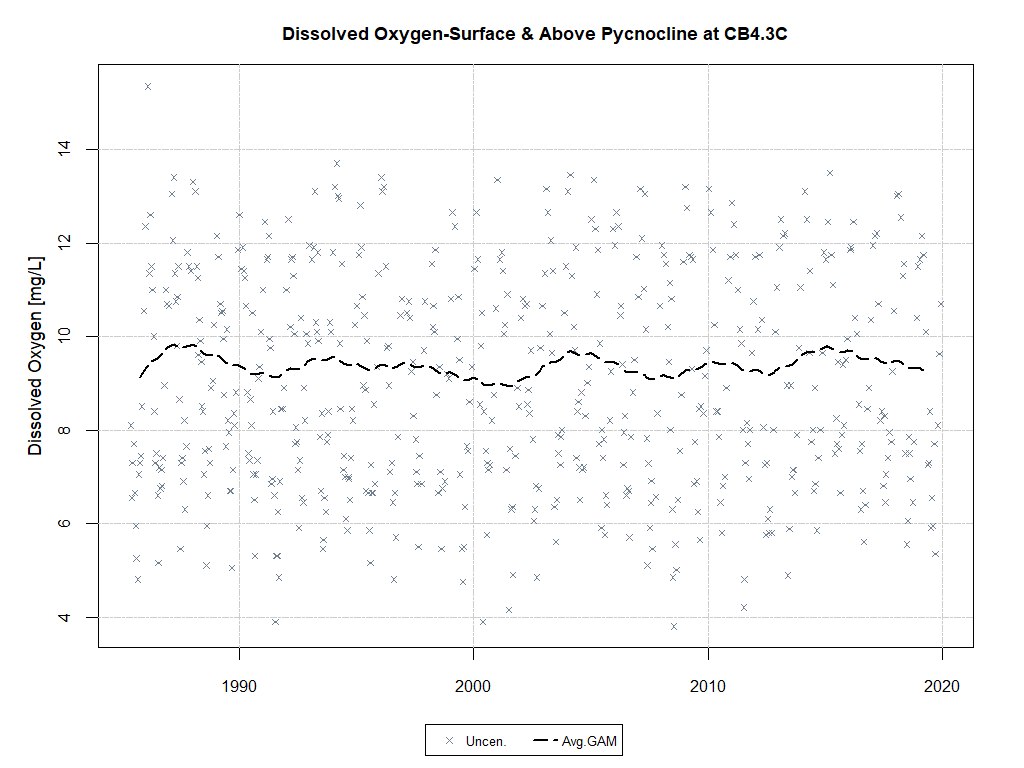 Dissolved Oxygen-Surface & Above Pycnocline at CB4.3C
Dissolved Oxygen [mg/L]
14
12
10
8
6
4
1990 2000 2010 2020
Uncen. Avg.GAM